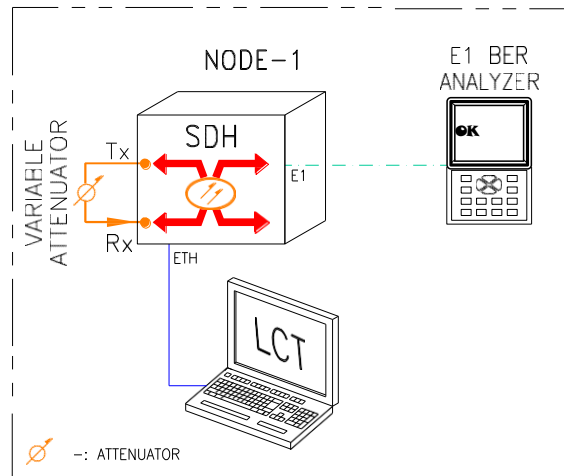 NODE-1
E1 BER
ANALYZER
VARIABLE
ATTENUATOR
Tx
SDH
OK
E1
Rx
ETH
LCT
-: ATTENUATOR